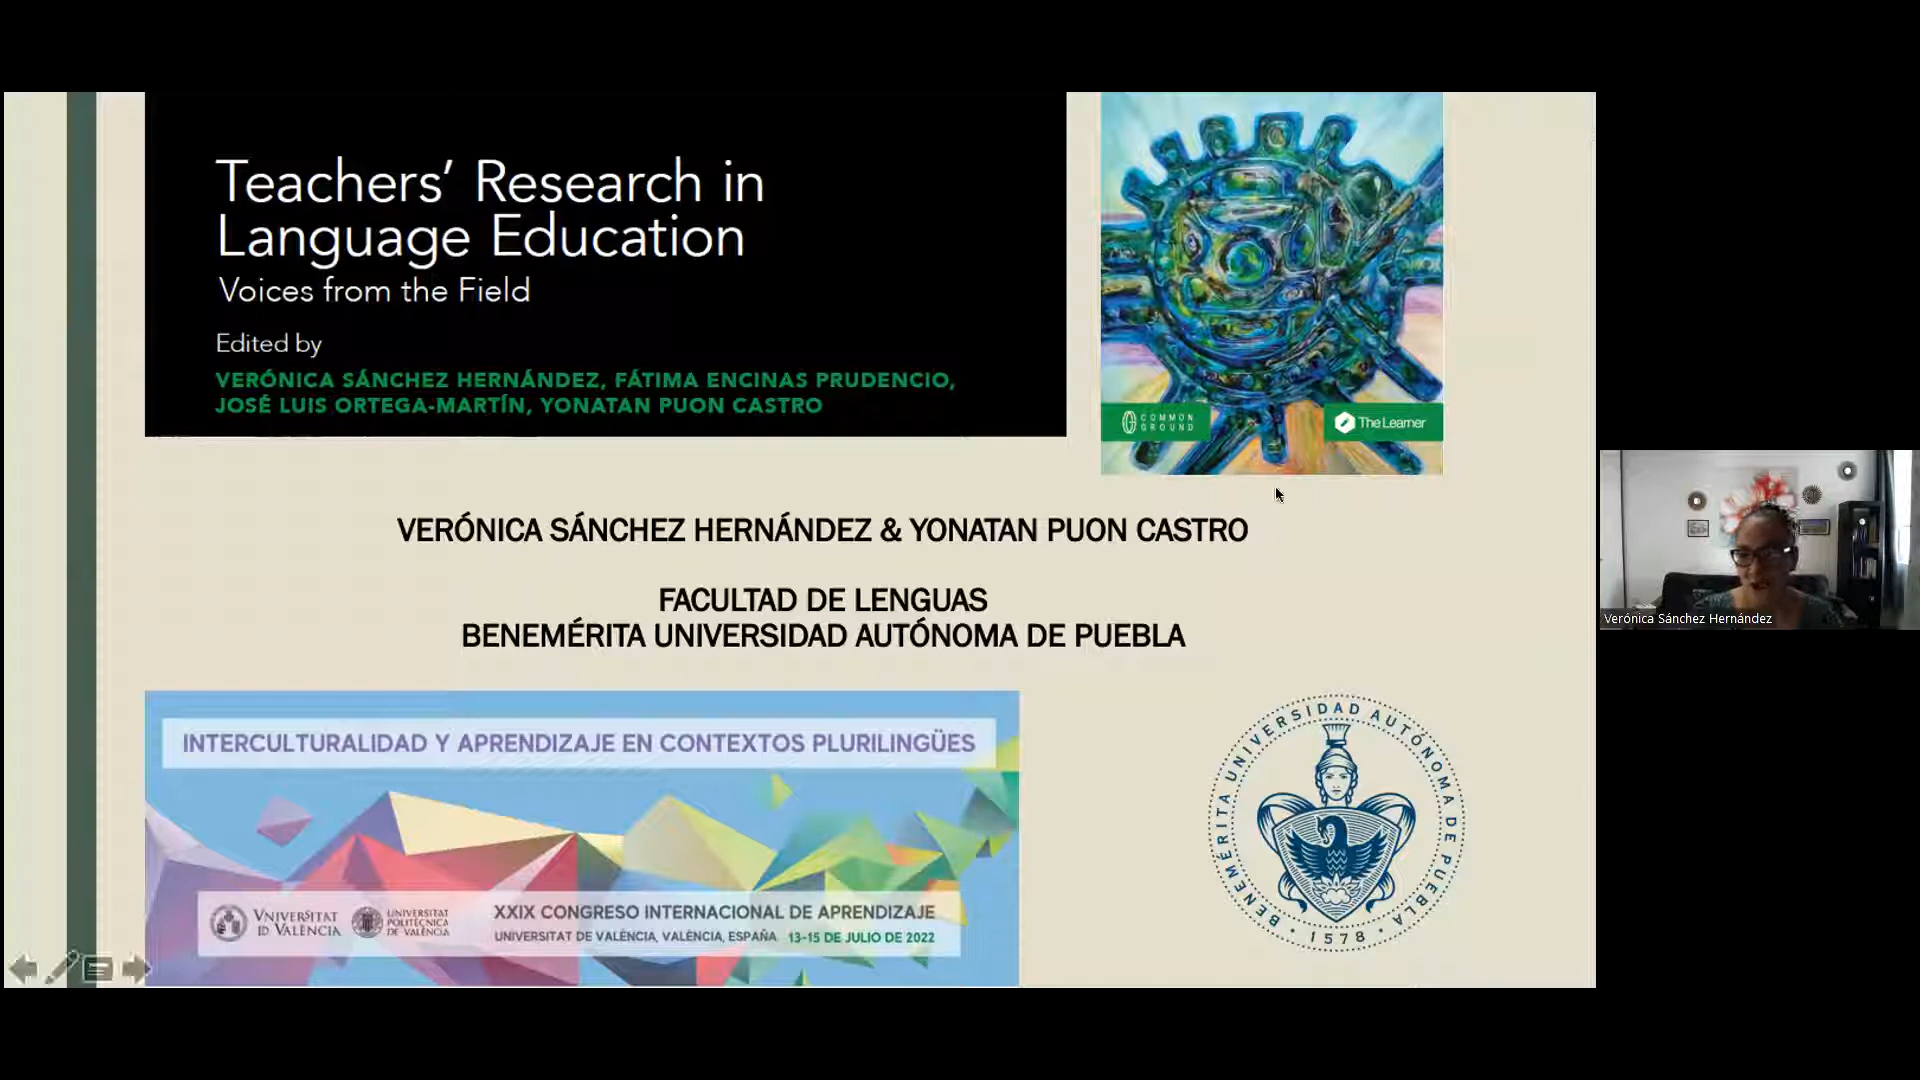 Teachers’ Research in
Language Education
Voices from the Field
Edited by
VERÓNICA SÁNCHEZ HERNÁNDEZ, FÁTIMA ENCINAS PRUDENCIO,
JOSÉ LUIS ORTEGA-MARTÍN, YONATAN PUON CASTRO
COMMON
GROUND
The Learner
VERÓNICA SÁNCHEZ HERNÁNDEZ & YONATAN PUON CASTRO
FACULTAD DE LENGUAS
BENEMÉRITA UNIVERSIDAD AUTÓNOMA DE PUEBLA
Verónica Sánchez Hernández
INTERCULTURALIDAD Y APRENDIZAJE EN CONTEXTOS PLURILINGÜES
VNIVERSITAT
ID VALENCIA
UNIVERSITAT
POLITÈCNICA
DE VALÈNCIA
XXIX CONGRESO INTERNACIONAL DE APRENDIZAJE
UNIVERSITAT DE VALÈNCIA, VALÈNCIA, ESPAÑA 13-15 DE JULIO DE 2022
BENEMÉRITA UNIVERSIDAD AUTÓNOMA DE PUEBLA
• 1578 •